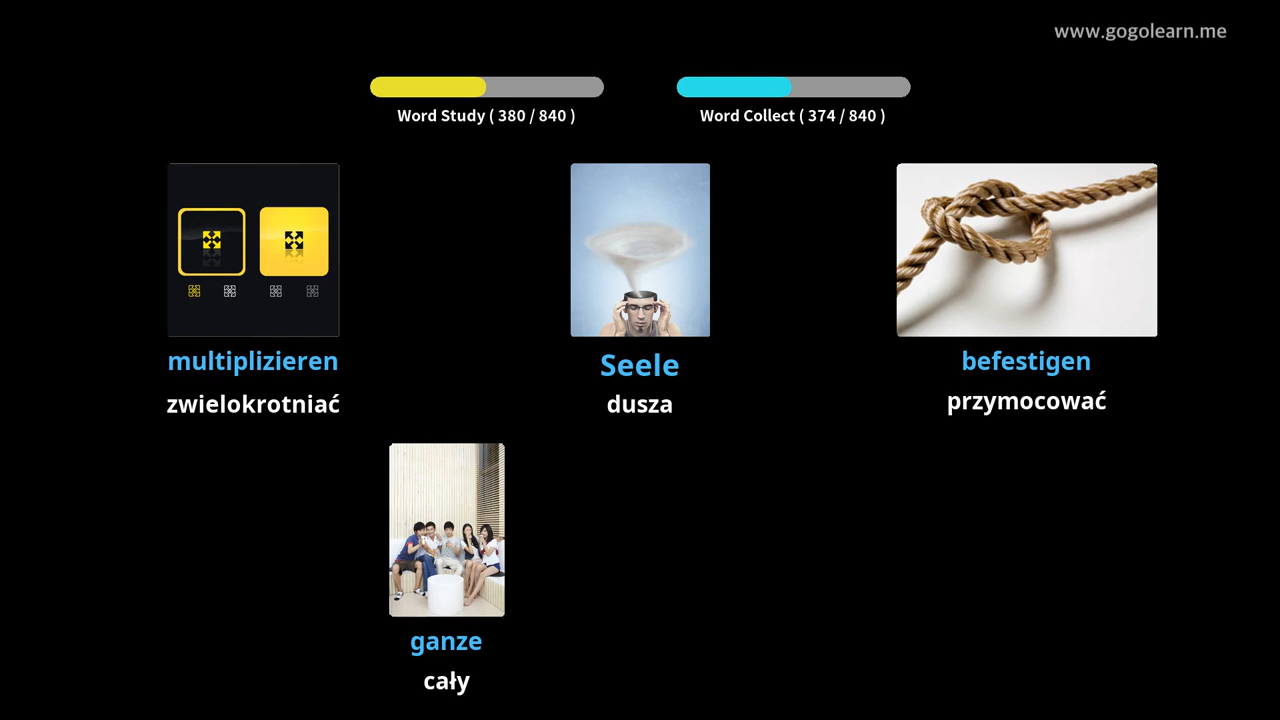 www.gogolearn.me
Word Study ( 380 / 840 )
Word Collect ( 374 / 840 )
multiplizieren
zwielokrotniać
Seele
dusza
befestigen
przymocować
ganze
cały